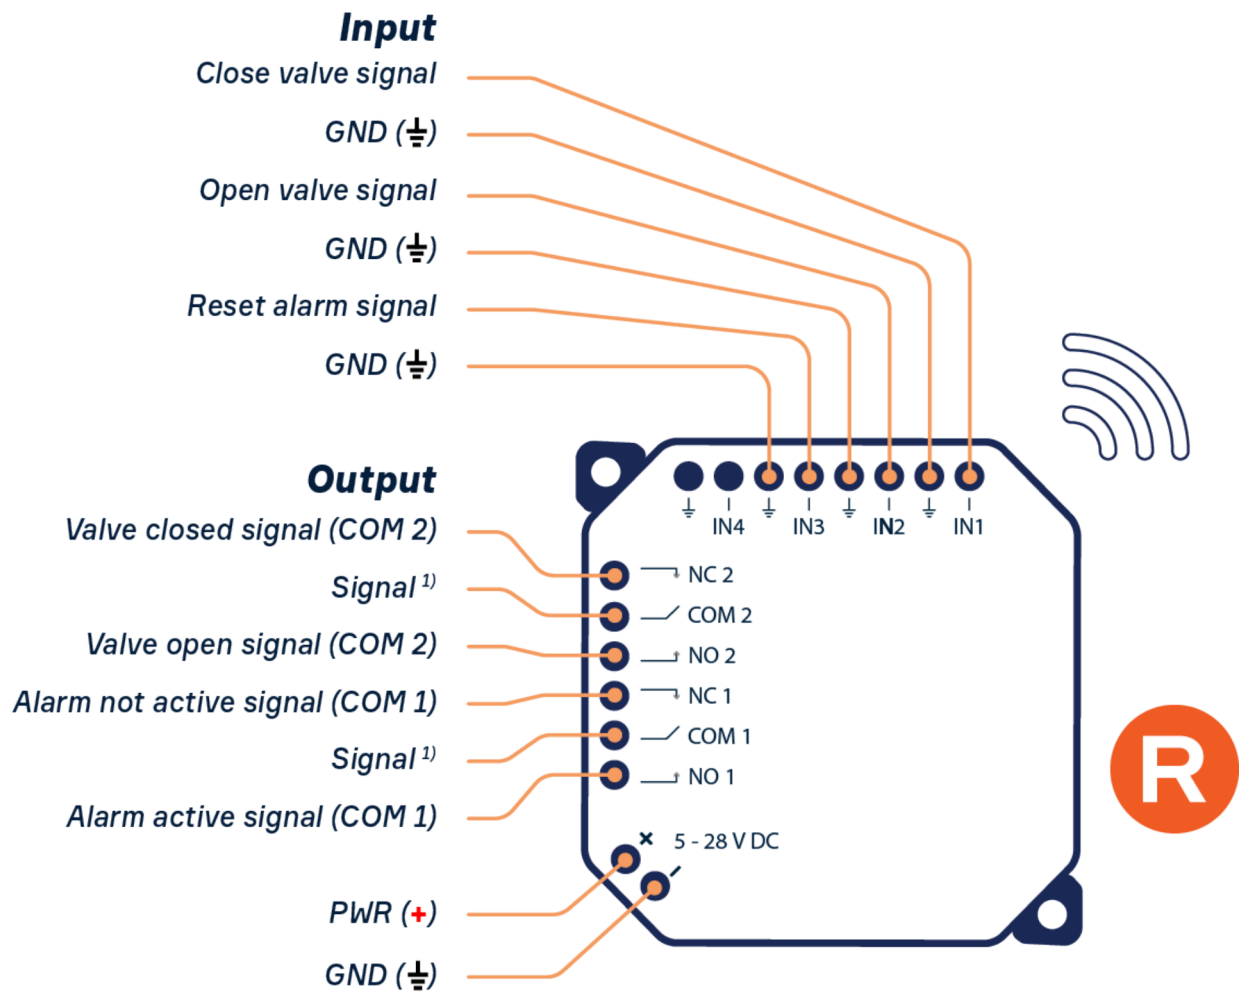 Input
Close valve signal
GND (⏚)
Open valve signal
GND (⏚)
Reset alarm signal
GND (⏚)
Output
Valve closed signal (COM 2)
Signal 1)
Valve open signal (COM 2)
Alarm not active signal (COM 1)
Signal 1)
Alarm active signal (COM 1)
PWR (+)
GND (⏚)
IN4 IN3 IN2 IN1
NC 2
COM 2
NO 2
NC 1
COM 1
NO 1
+ 5 - 28 V DC
-
R